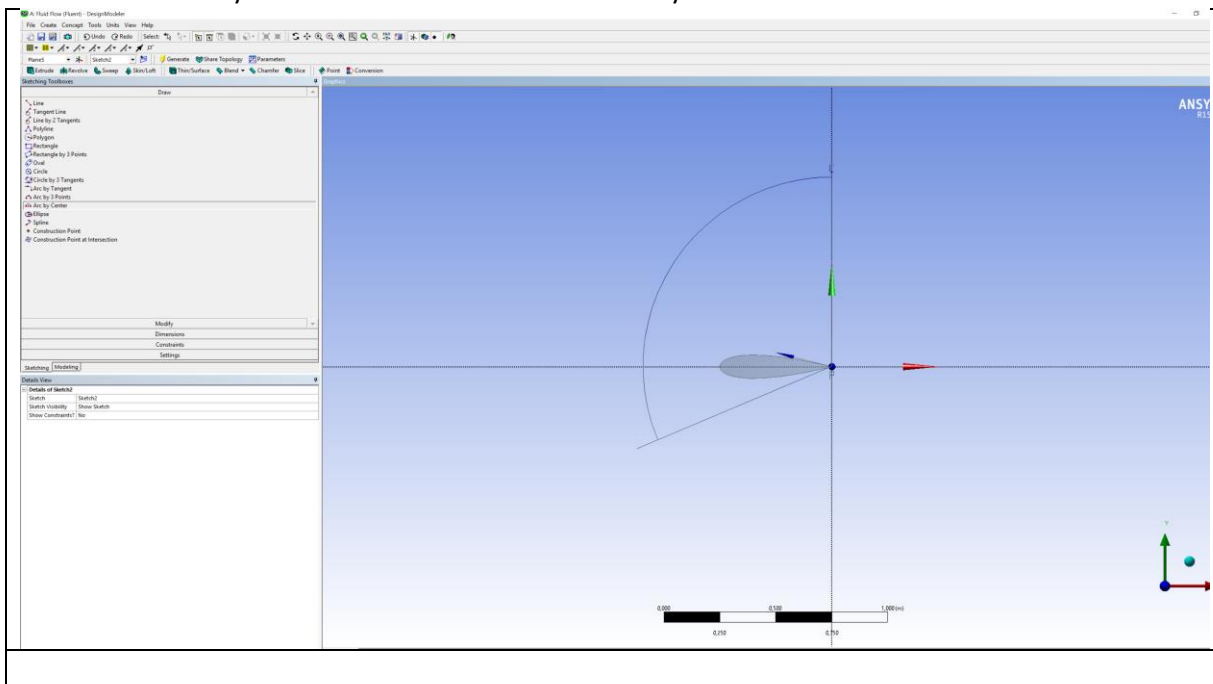 A: Fluid Flow (Fluent) - DesignModeler
File Create Concept Tools Units View Help
Undo Redo Select:
Plane5 Sketch2 Generate Share Topology Parameters
Extrude Revolve Sweep Skin/Loft Thin/Surface Blend Chamfer Slice Point Conversion
Sketching Toolboxes Graphics
Draw
Line
Tangent Line
Line by 2 Tangents
Polyline
Polygon
Rectangle
Rectangle by 3 Points
Oval
Circle
Circle by 3 Tangents
Arc by Tangent
Arc by 3 Points
Arc by Center
Ellipse
Spline
Construction Point
Construction Point at Intersection
Modify
Dimensions
Constraints
Settings
Sketching Modeling
Details View
Details of Sketch2
Sketch Sketch2
Sketch Visibility Show Sketch
Show Constraints? No
ANSY
R15
Y
0,000 0,500 1,000 (m)
0,250 0,750